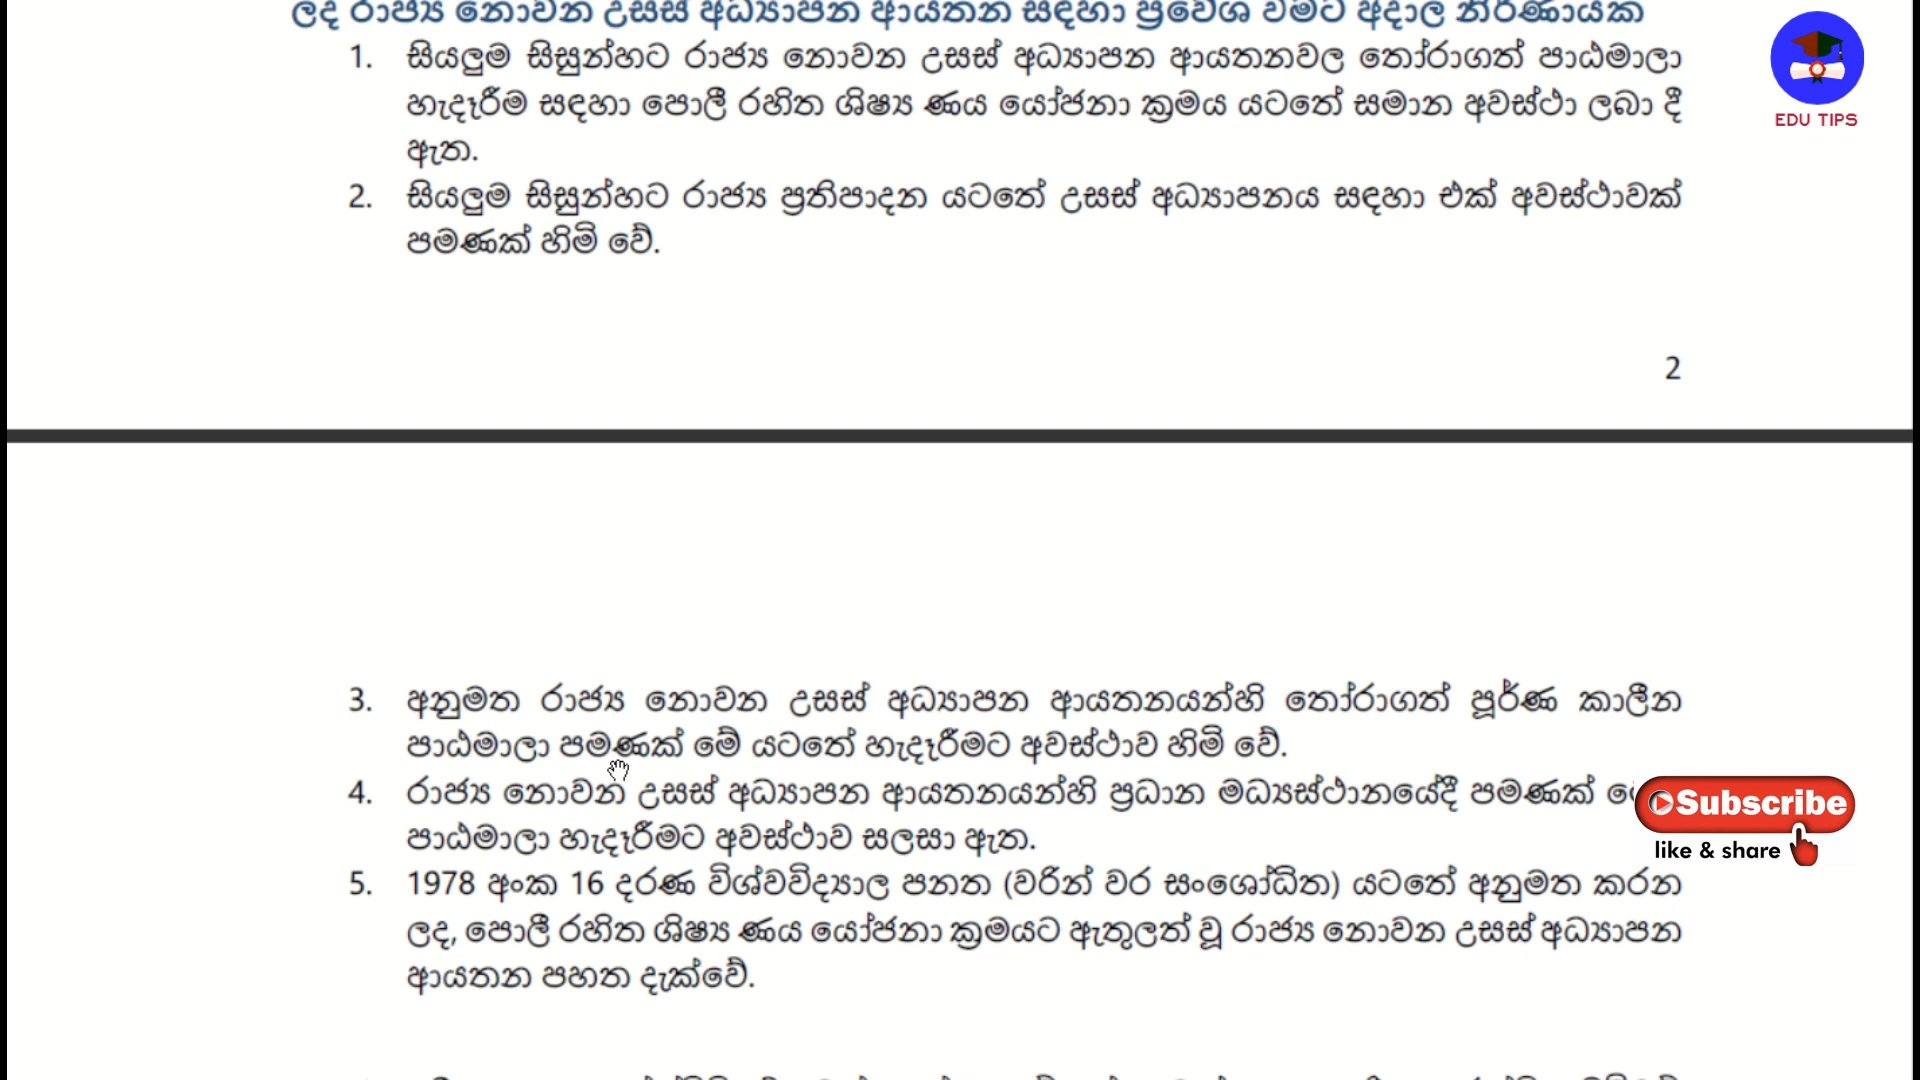 ලද රාජ්‍ය නොවන උසස් අධ්‍යාපන ආයතන සඳහා ප්‍රවේශ වීමට අදාල නිර්ණායක
1. සියලුම සිසුන්හට රාජ්‍ය නොවන උසස් අධ්‍යාපන ආයතනවල තෝරාගත් පාඨමාලා
EDU TIPS
හැදෑරීම සඳහා පොලී රහිත ශිෂ්‍ය ණය යෝජනා ක්‍රමය යටතේ සමාන අවස්ථා ලබා දී
ඇත.
2. සියලුම සිසුන්හට රාජ්‍ය ප්‍රතිපාදන යටතේ උසස් අධ්‍යාපනය සඳහා එක් අවස්ථාවක්
පමණක් හිමි වේ.
2
3. අනුමත රාජ්‍ය නොවන උසස් අධ්‍යාපන ආයතනයන්හි තෝරාගත් පූර්ණ කාලීන
පාඨමාලා පමණක් මේ යටතේ හැදෑරීමට අවස්ථාව හිමි වේ.
4. රාජ්‍ය නොවන උසස් අධ්‍යාපන ආයතනයන්හි ප්‍රධාන මධ්‍යස්ථානයේදී පමණක්
Subscribe
පාඨමාලා හැදෑරීමට අවස්ථාව සලසා ඇත.
like & share
5. 1978 අංක 16 දරණ විශ්වවිද්‍යාල පනත (වරින් වර සංශෝධිත) යටතේ අනුමත කරන
ලද, පොලී රහිත ශිෂ්‍ය ණය යෝජනා ක්‍රමයට ඇතුලත් වූ රාජ්‍ය නොවන උසස් අධ්‍යාපන
ආයතන පහත දැක්වේ.